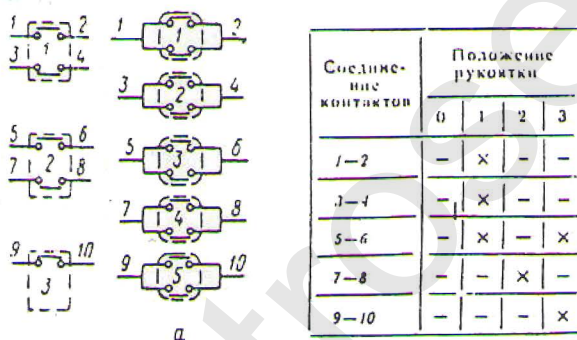 1 2
1
3 4
5 6
2
7 8
9 10
3
1 2
1
3 4
2
5 6
3
7 8
4
9 10
5
а
Соедине-
ние
контактов
Положение
рукоятки
0 1 2 3
1–2 – × – –
3–4 – × – –
5–6 – × – ×
7–8 – – × –
9–10 – – – ×